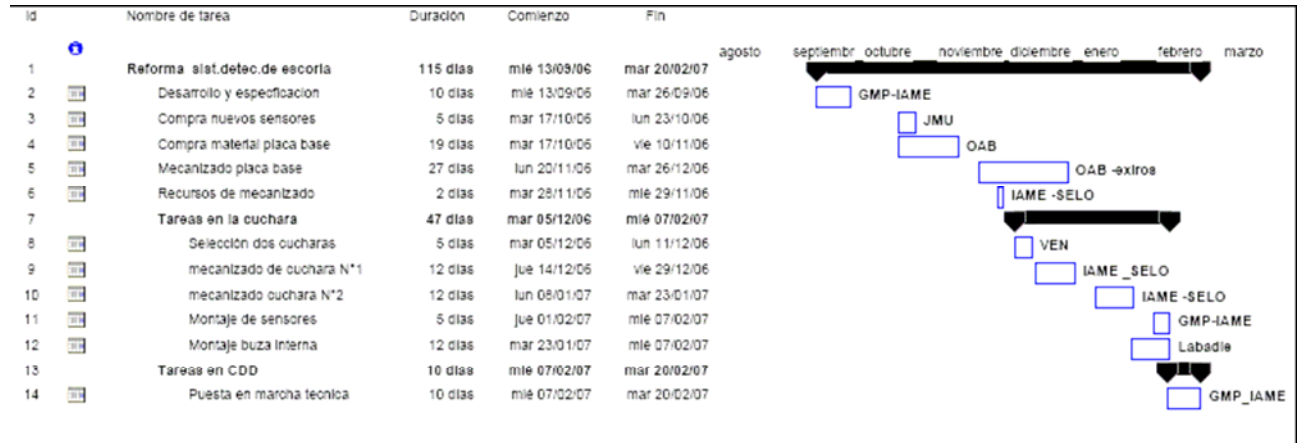 Id Nombre de tarea Duración Comienzo Fin
agosto septiembr octubre noviembre diciembre enero febrero marzo
1 Reforma sist.detec.de escoria 115 días mié 13/09/06 mar 20/02/07
2 Desarrollo y especficacion 10 días mié 13/09/06 mar 26/09/06 GMP-IAME
3 Compra nuevos sensores 5 días mar 17/10/06 lun 23/10/06 JMU
4 Compra material placa base 19 días mar 17/10/06 vie 10/11/06 OAB
5 Mecanizado placa base 27 días lun 20/11/06 mar 26/12/06 OAB -exiros
6 Recursos de mecanizado 2 días mar 28/11/06 mié 29/11/06 IAME -SELO
7 Tareas en la cuchara 47 días mar 05/12/06 mié 07/02/07
8 Selección dos cucharas 5 días mar 05/12/06 lun 11/12/06 VEN
9 mecanizado de cuchara N°1 12 días jue 14/12/06 vie 29/12/06 IAME _SELO
10 mecanizado cuchara N°2 12 días lun 08/01/07 mar 23/01/07 IAME -SELO
11 Montaje de sensores 5 días jue 01/02/07 mié 07/02/07 GMP-IAME
12 Montaje buza interna 12 días mar 23/01/07 mié 07/02/07 Labadie
13 Tareas en CDD 10 días mié 07/02/07 mar 20/02/07
14 Puesta en marcha tecnica 10 días mié 07/02/07 mar 20/02/07 GMP_IAME